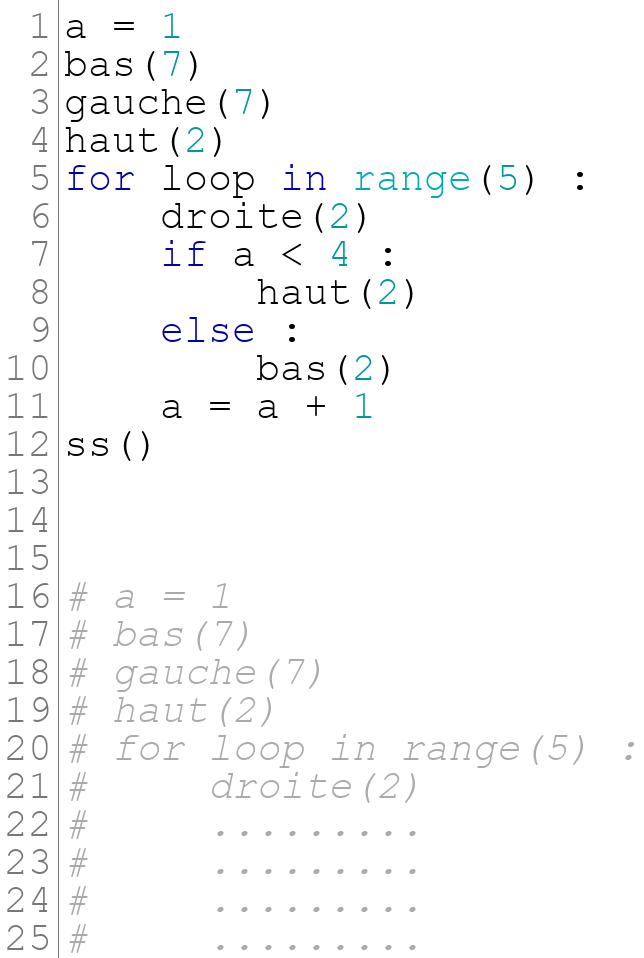 1 a = 1
2 bas(7)
3 gauche(7)
4 haut(2)
5 for loop in range(5) :
6     droite(2)
7     if a < 4 :
8         haut(2)
9     else :
10         bas(2)
11     a = a + 1
12 ss()
13
14
15
16 # a = 1
17 # bas(7)
18 # gauche(7)
19 # haut(2)
20 # for loop in range(5) :
21 #     droite(2)
22 #     .........
23 #     .........
24 #     .........
25 #     .........